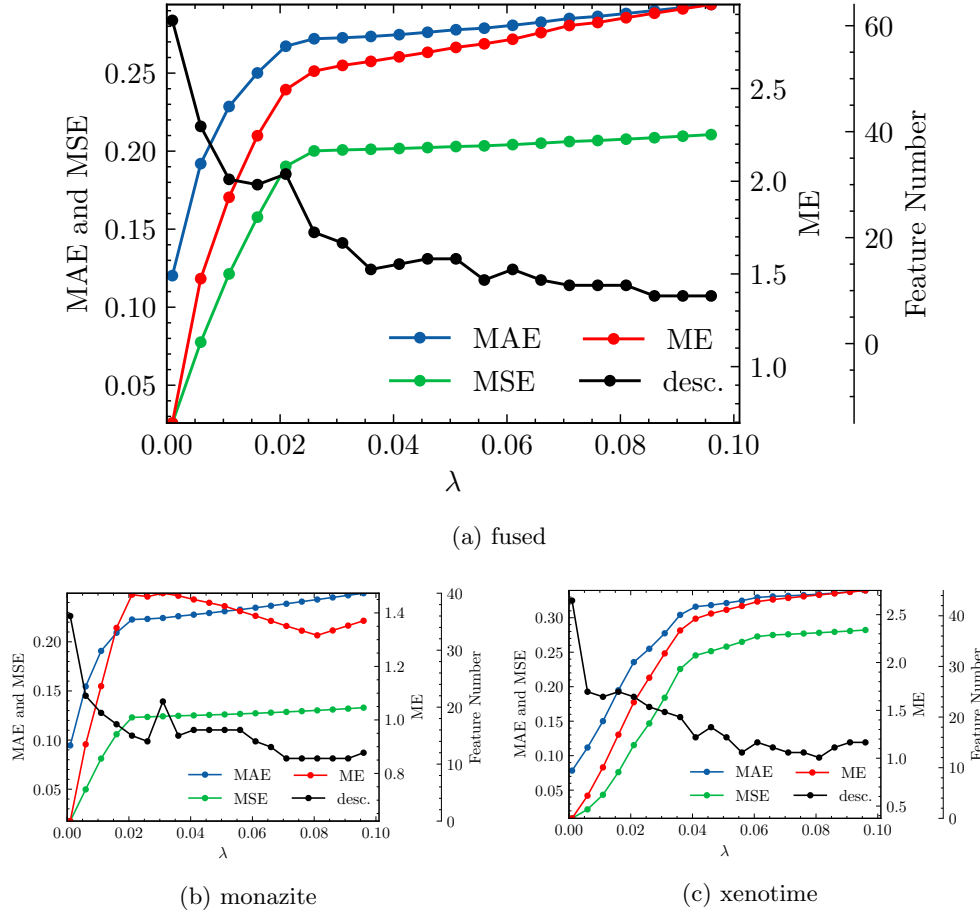 0.25
0.20
0.15
0.10
0.05
MAE and MSE
2.5
2.0
1.5
1.0
ME
60
40
20
0
Feature Number
MAE
ME
MSE
desc.
0.00
0.02
0.04
0.06
0.08
0.10
λ
(a) fused
0.20
0.15
0.10
0.05
MAE and MSE
1.4
1.2
1.0
0.8
ME
40
30
20
10
0
Feature Number
MAE
ME
MSE
desc.
0.00
0.02
0.04
0.06
0.08
0.10
λ
(b) monazite
0.30
0.25
0.20
0.15
0.10
0.05
MAE and MSE
2.5
2.0
1.5
1.0
0.5
ME
40
30
20
10
0
Feature Number
MAE
ME
MSE
desc.
0.00
0.02
0.04
0.06
0.08
0.10
λ
(c) xenotime